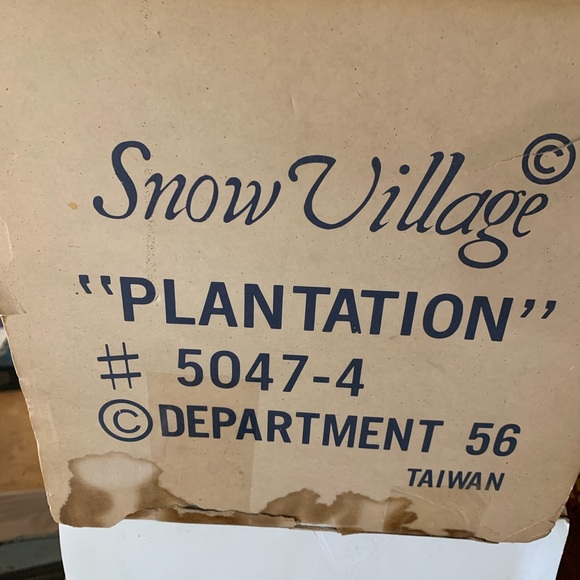 Snow Village ©
"PLANTATION"
# 5047-4
© DEPARTMENT 56
TAIWAN